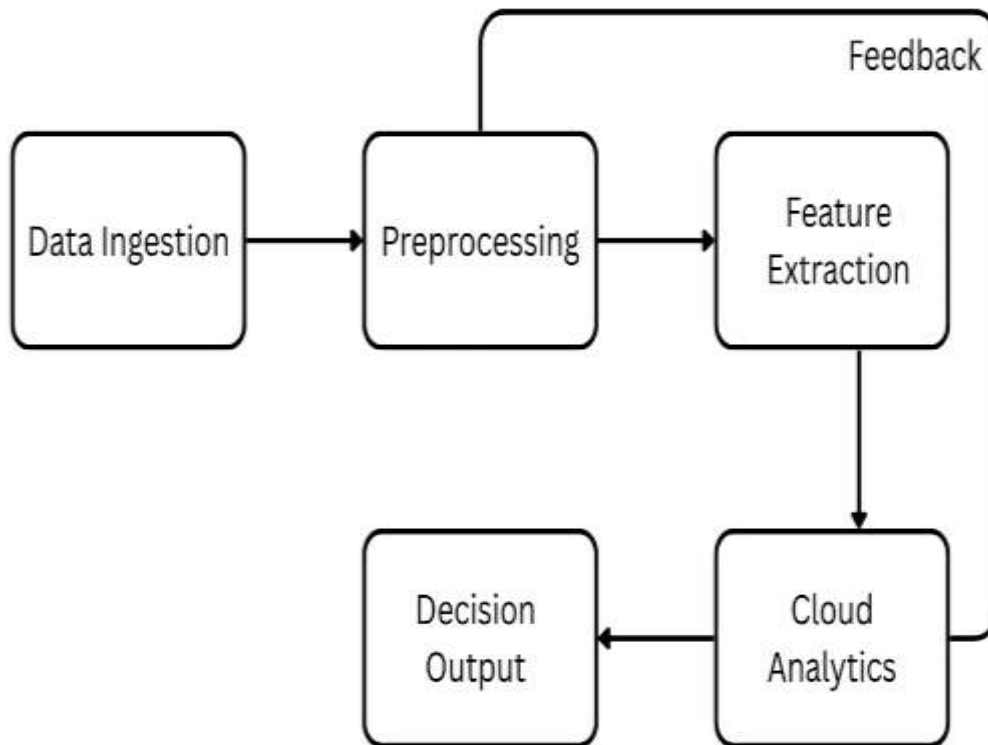 Feedback
Data Ingestion
Preprocessing
Feature
Extraction
Decision
Output
Cloud
Analytics